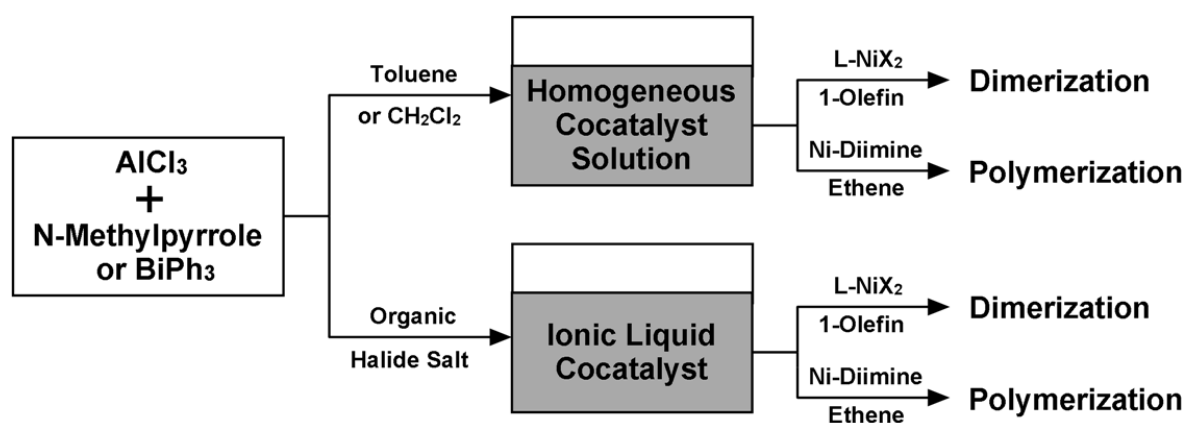 AlCl₃
+
N-Methylpyrrole
or BiPh₃
Toluene
or CH₂Cl₂
Homogeneous
Cocatalyst
Solution
L-NiX₂
1-Olefin
Dimerization
Ni-Diimine
Ethene
Polymerization
Organic
Halide Salt
Ionic Liquid
Cocatalyst
L-NiX₂
1-Olefin
Dimerization
Ni-Diimine
Ethene
Polymerization